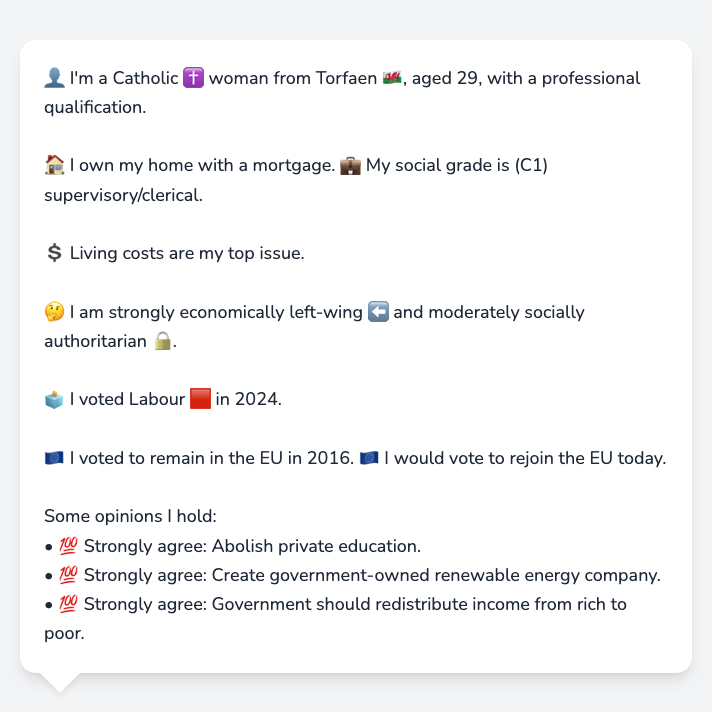 👤 I'm a Catholic ✝️ woman from Torfaen 🏴󠁧󠁢󠁷󠁬󠁳󠁿, aged 29, with a professional
qualification.
🏠 I own my home with a mortgage. 💼 My social grade is (C1)
supervisory/clerical.
💲 Living costs are my top issue.
🤔 I am strongly economically left-wing ⬅️ and moderately socially
authoritarian 🔒.
🗳️ I voted Labour 🟥 in 2024.
🇪🇺 I voted to remain in the EU in 2016. 🇪🇺 I would vote to rejoin the EU today.
Some opinions I hold:
• 💯 Strongly agree: Abolish private education.
• 💯 Strongly agree: Create government-owned renewable energy company.
• 💯 Strongly agree: Government should redistribute income from rich to
poor.